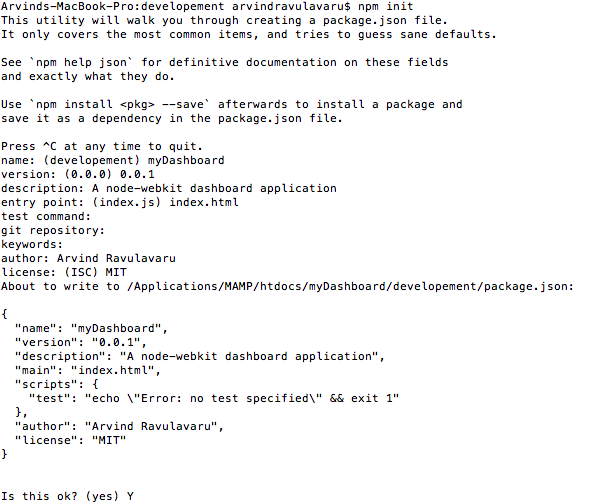 Arvinds-MacBook-Pro:developement arvindravulavaru$ npm init
This utility will walk you through creating a package.json file.
It only covers the most common items, and tries to guess sane defaults.

See `npm help json` for definitive documentation on these fields
and exactly what they do.

Use `npm install <pkg> --save` afterwards to install a package and
save it as a dependency in the package.json file.

Press ^C at any time to quit.
name: (developement) myDashboard
version: (0.0.0) 0.0.1
description: A node-webkit dashboard application
entry point: (index.js) index.html
test command:
git repository:
keywords:
author: Arvind Ravulavaru
license: (ISC) MIT
About to write to /Applications/MAMP/htdocs/myDashboard/developement/package.json:

{
  "name": "myDashboard",
  "version": "0.0.1",
  "description": "A node-webkit dashboard application",
  "main": "index.html",
  "scripts": {
    "test": "echo \"Error: no test specified\" && exit 1"
  },
  "author": "Arvind Ravulavaru",
  "license": "MIT"
}


Is this ok? (yes) Y